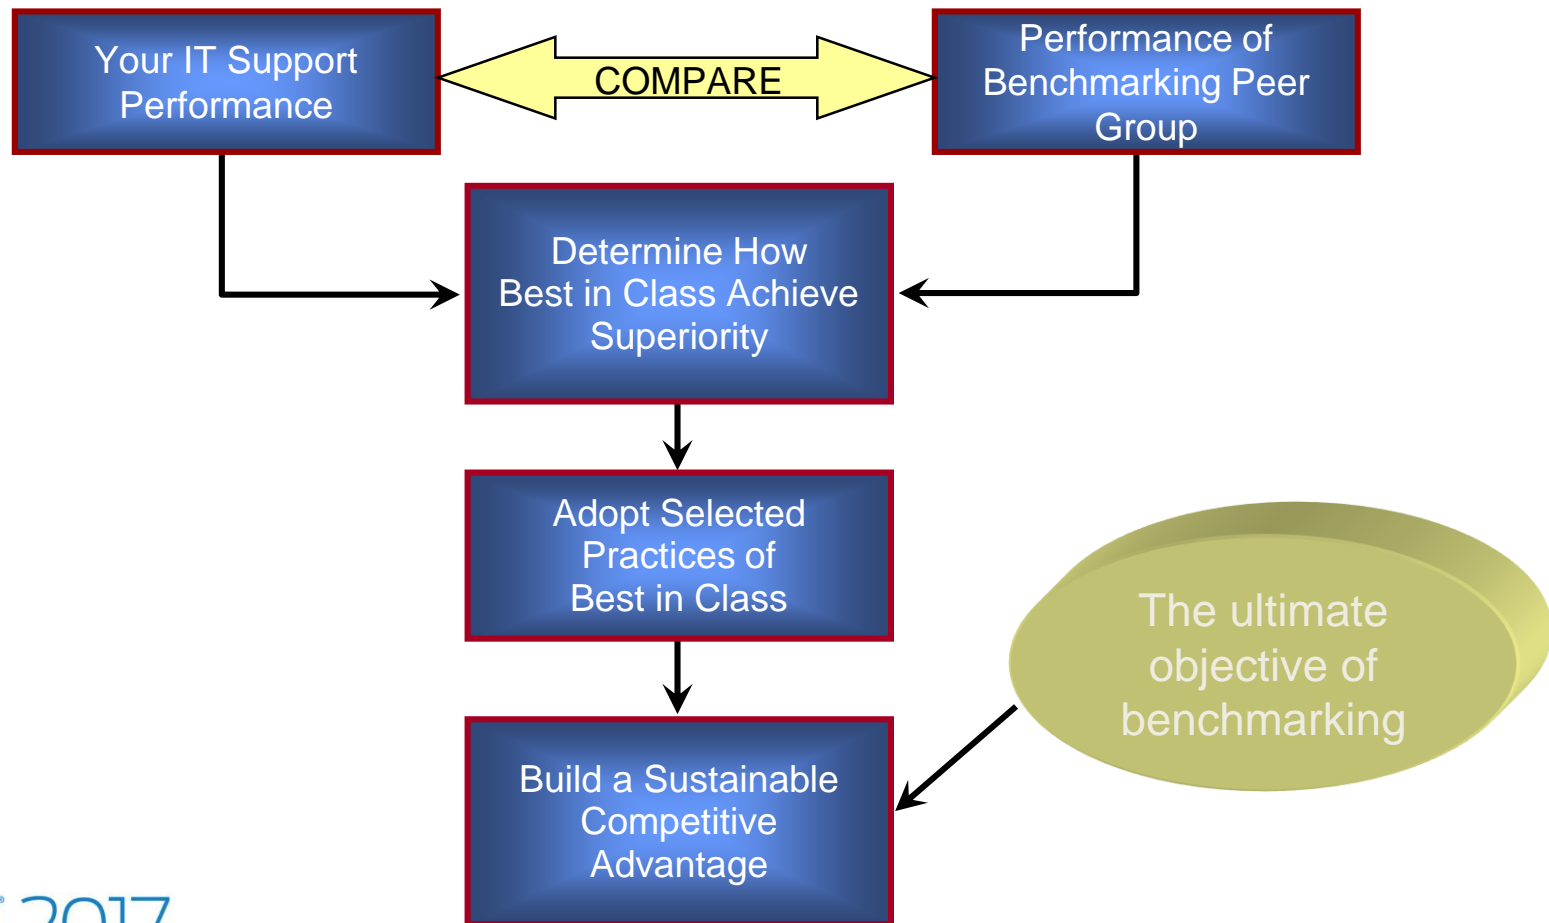 Your IT Support
Performance
COMPARE
Performance of
Benchmarking Peer
Group
Determine How
Best in Class Achieve
Superiority
Adopt Selected
Practices of
Best in Class
The ultimate
objective of
benchmarking
Build a Sustainable
Competitive
Advantage
2017